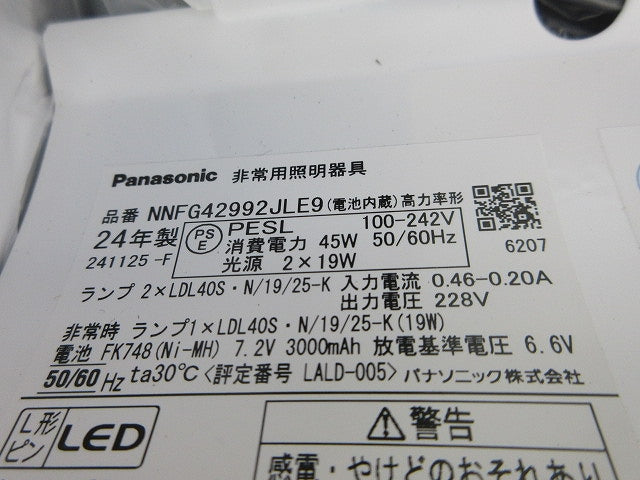 Panasonic 非常用照明器具
品番 NNFG42992JLE9(電池内蔵)高力率形
24年製 PSE PESL 100-242V
241125-F 消費電力 45W 50/60Hz
光源 2×19W
6207
ランプ 2×LDL40S・N/19/25-K 入力電流 0.46-0.20A
出力電圧 228V
非常時 ランプ1×LDL40S・N/19/25-K(19W)
電池 FK748(Ni-MH) 7.2V 3000mAh 放電基準電圧 6.6V
50/60Hz ta30℃〈評定番号 LALD-005〉パナソニック株式会社
L形ピン LED
⚠警告
感電・やけどのおそれあい